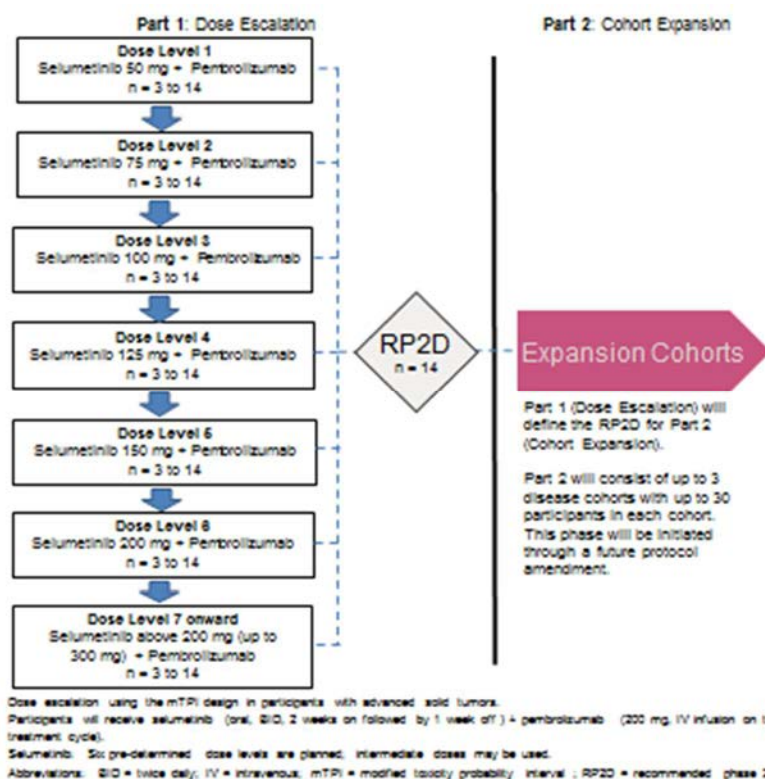 Part 1: Dose Escalation
Part 2: Cohort Expansion
Dose Level 1
Selumetinib 50 mg + Pembrolizumab
n = 3 to 14
Dose Level 2
Selumetinib 75 mg + Pembrolizumab
n = 3 to 14
Dose Level 3
Selumetinib 100 mg + Pembrolizumab
n = 3 to 14
Dose Level 4
Selumetinib 125 mg + Pembrolizumab
n = 3 to 14
Dose Level 5
Selumetinib 150 mg + Pembrolizumab
n = 3 to 14
Dose Level 6
Selumetinib 200 mg + Pembrolizumab
n = 3 to 14
Dose Level 7 onward
Selumetinib above 200 mg (up to
300 mg) + Pembrolizumab
n = 3 to 14
RP2D
n = 14
Expansion Cohorts
Part 1 (Dose Escalation) will
define the RP2D for Part 2
(Cohort Expansion).
Part 2 will consist of up to 3
disease cohorts with up to 30
participants in each cohort.
This phase will be initiated
through a future protocol
amendment.
Dose escalation using the mTPI design in participants with advanced solid tumors.
Participants will receive selumetinib (oral, BID, 2 weeks on followed by 1 week off ) + pembrolizumab (200 mg, IV infusion on
treatment cycle).
Selumetinib: Six pre-determined dose levels are planned, intermediate doses may be used.
Abbreviations: BID = twice daily; IV = intravenous; mTPI = modified toxicity probability interval ; RP2D = recommended phase